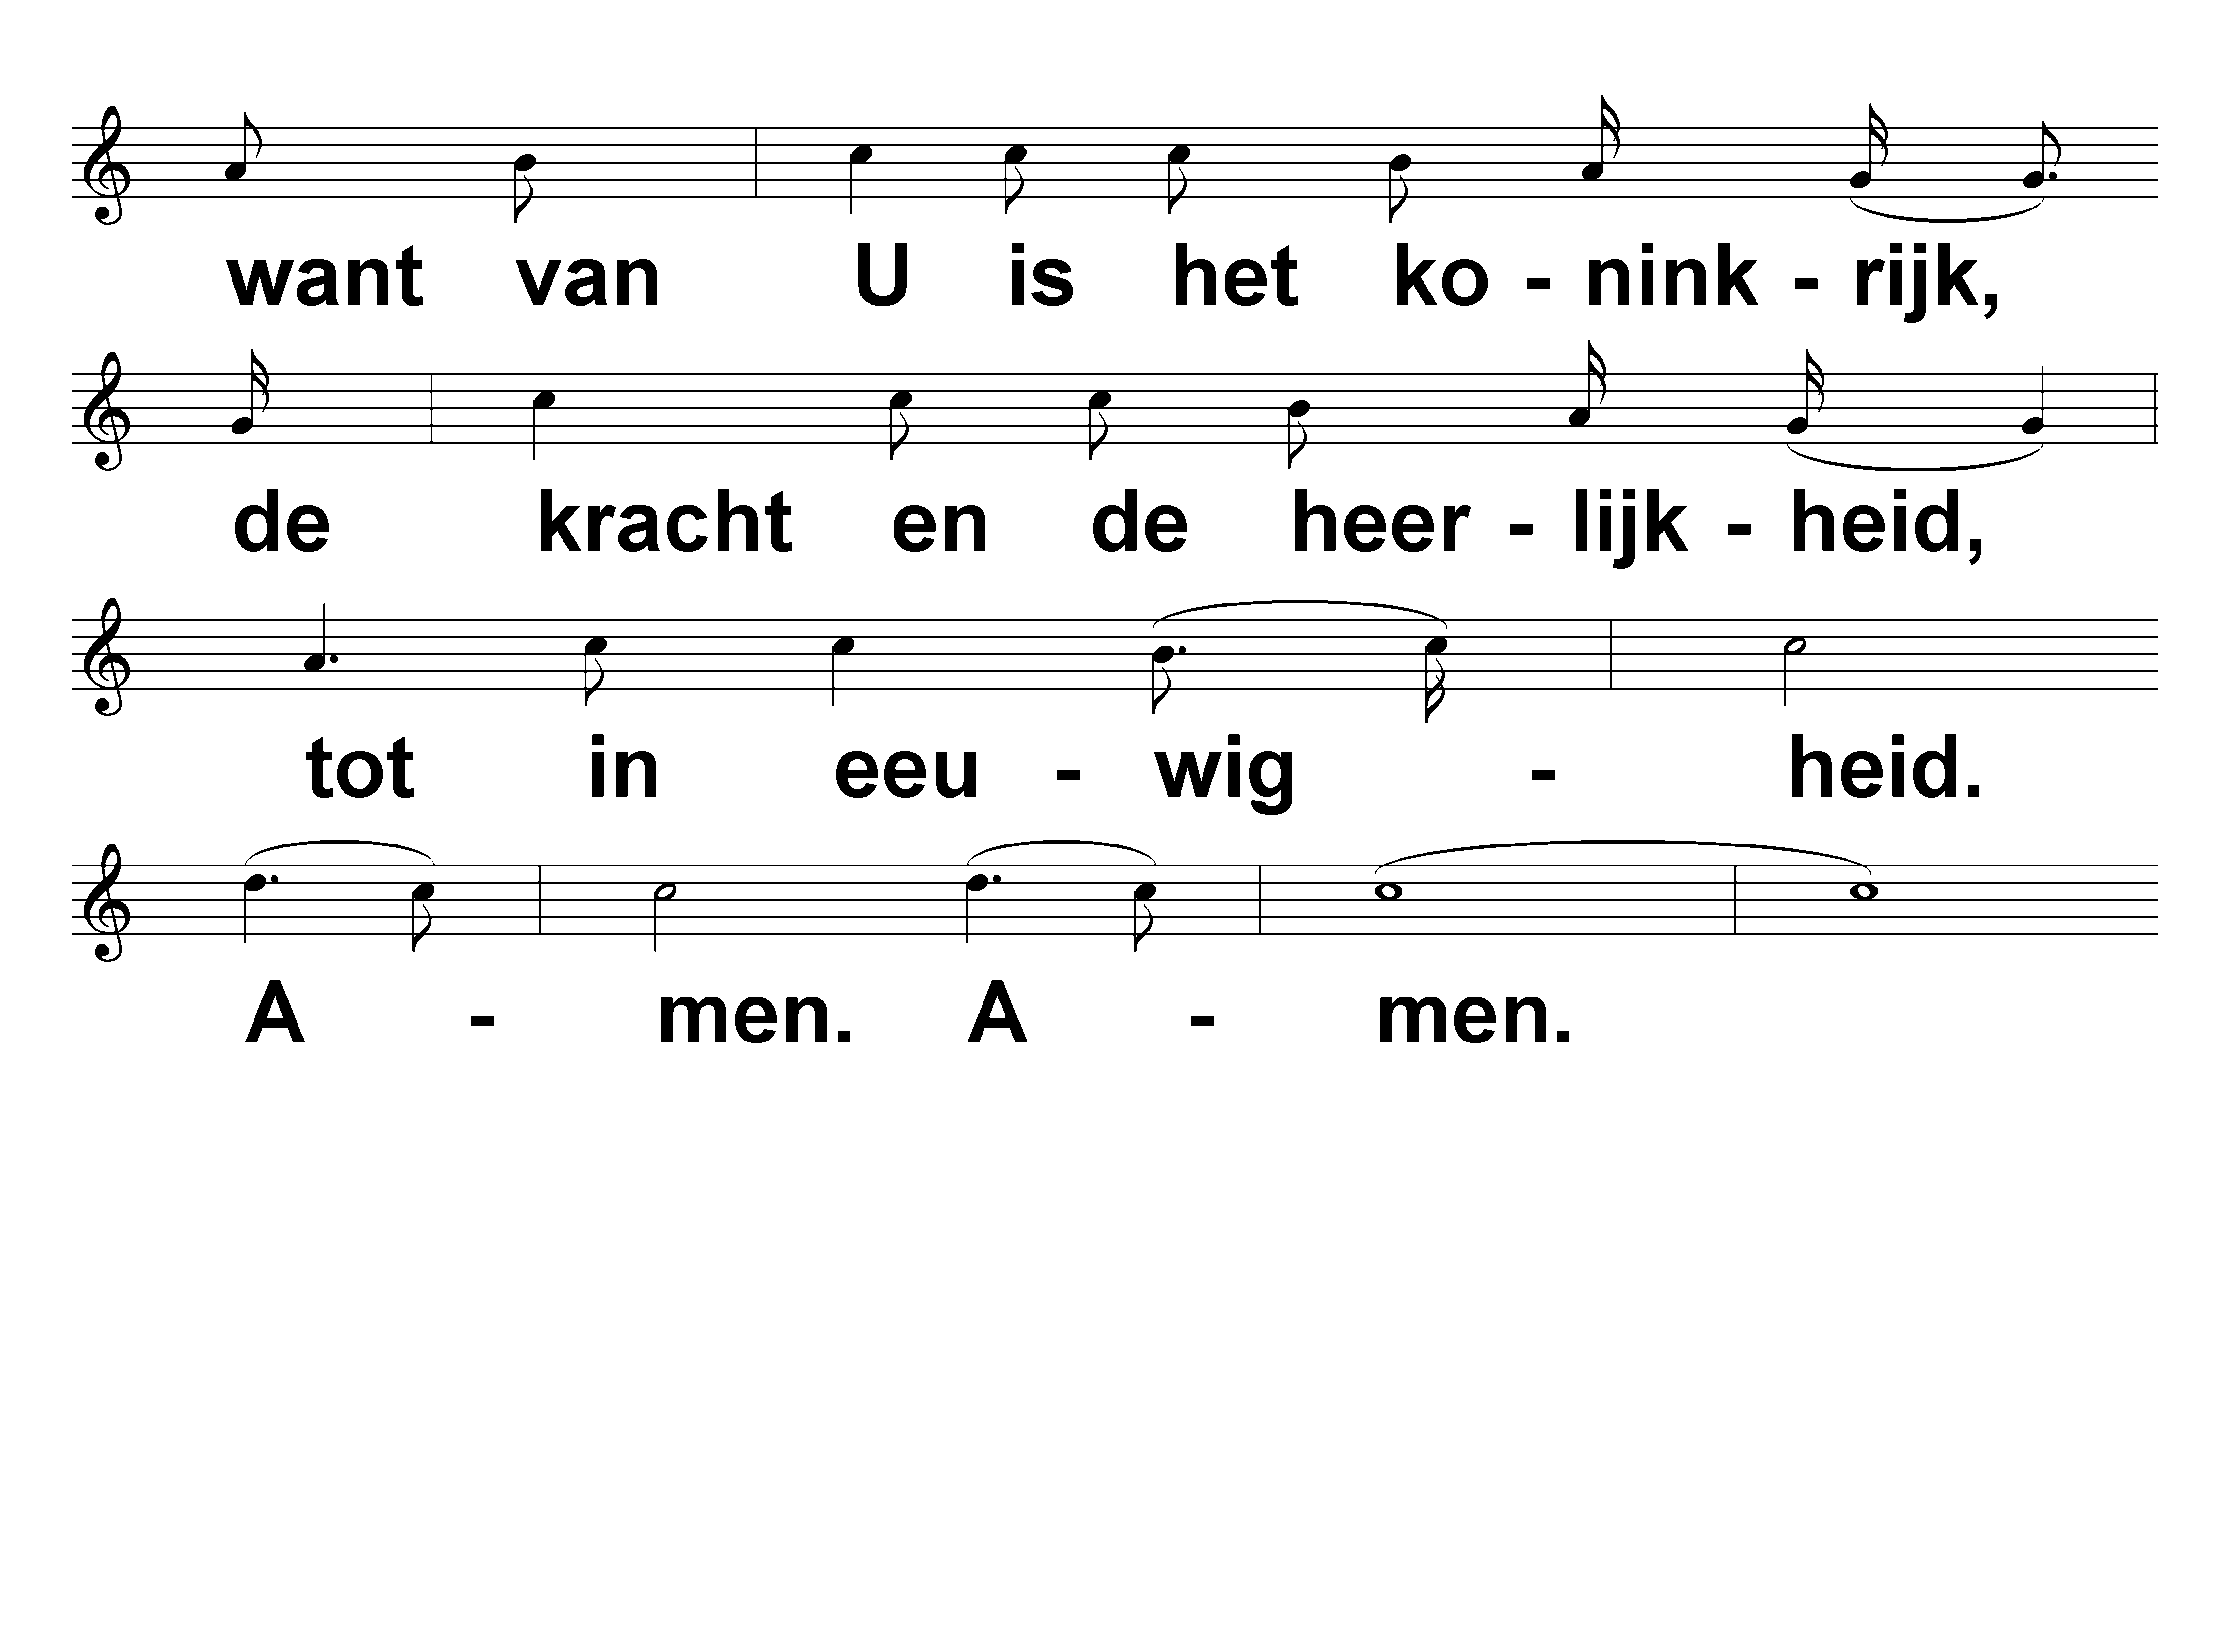 want van U is het ko - nink - rijk,
de kracht en de heer - lijk - heid,
tot in eeu - wig - heid.
A - men. A - men.